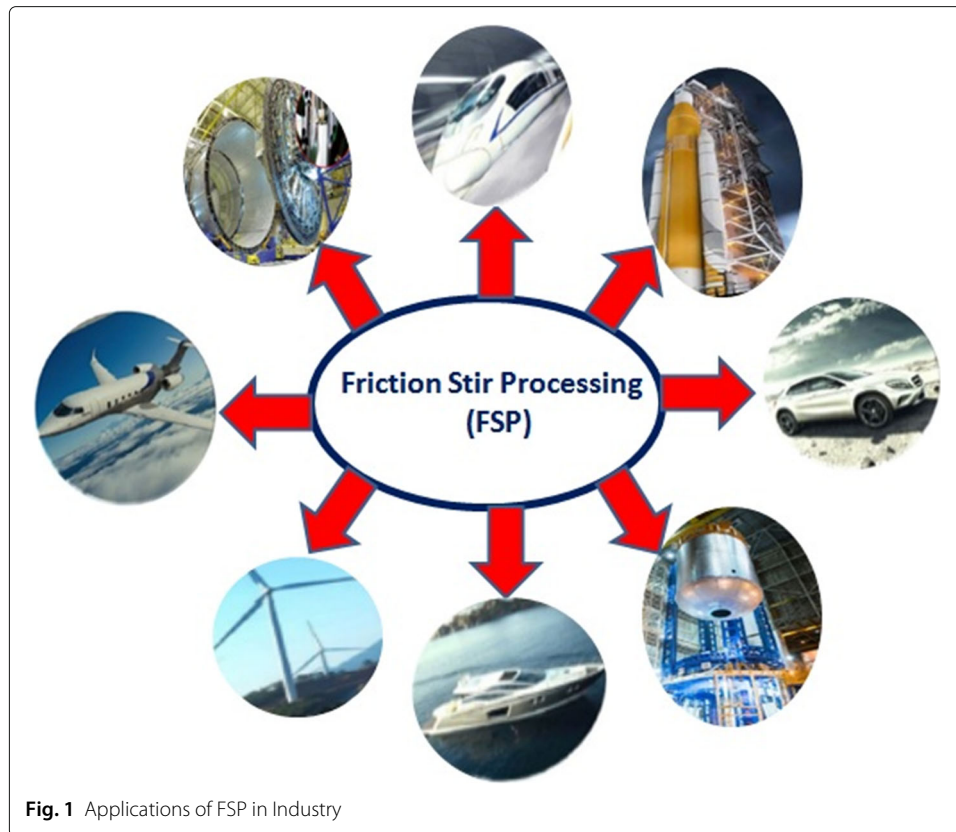 Friction Stir Processing
(FSP)
Fig. 1 Applications of FSP in Industry